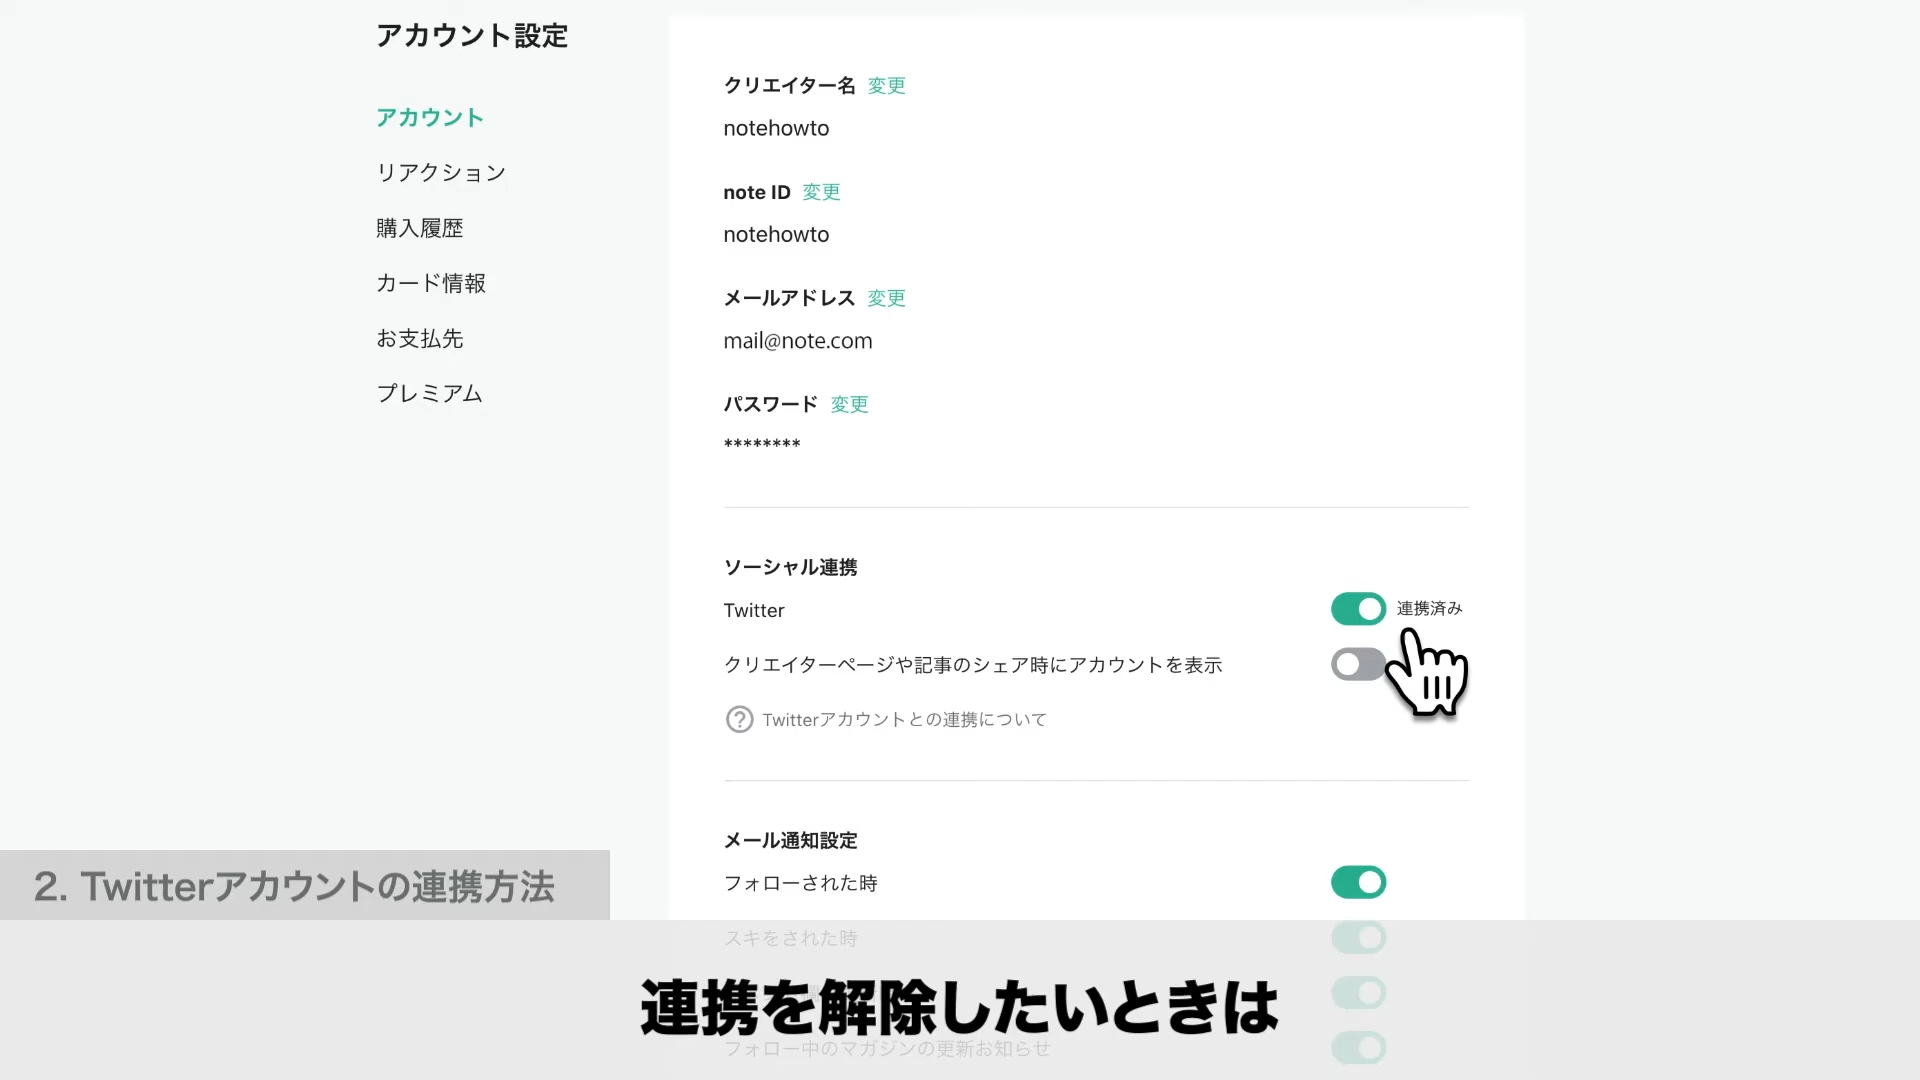 アカウント設定
アカウント
リアクション
購入履歴
カード情報
お支払先
プレミアム
クリエイター名 変更
notehowto
note ID 変更
notehowto
メールアドレス 変更
mail@note.com
パスワード 変更
********
ソーシャル連携
Twitter 連携済み
クリエイターページや記事のシェア時にアカウントを表示
? Twitterアカウントとの連携について
メール通知設定
フォローされた時
スキをされた時
フォロー中のマガジンの更新お知らせ
2. Twitterアカウントの連携方法
連携を解除したいときは